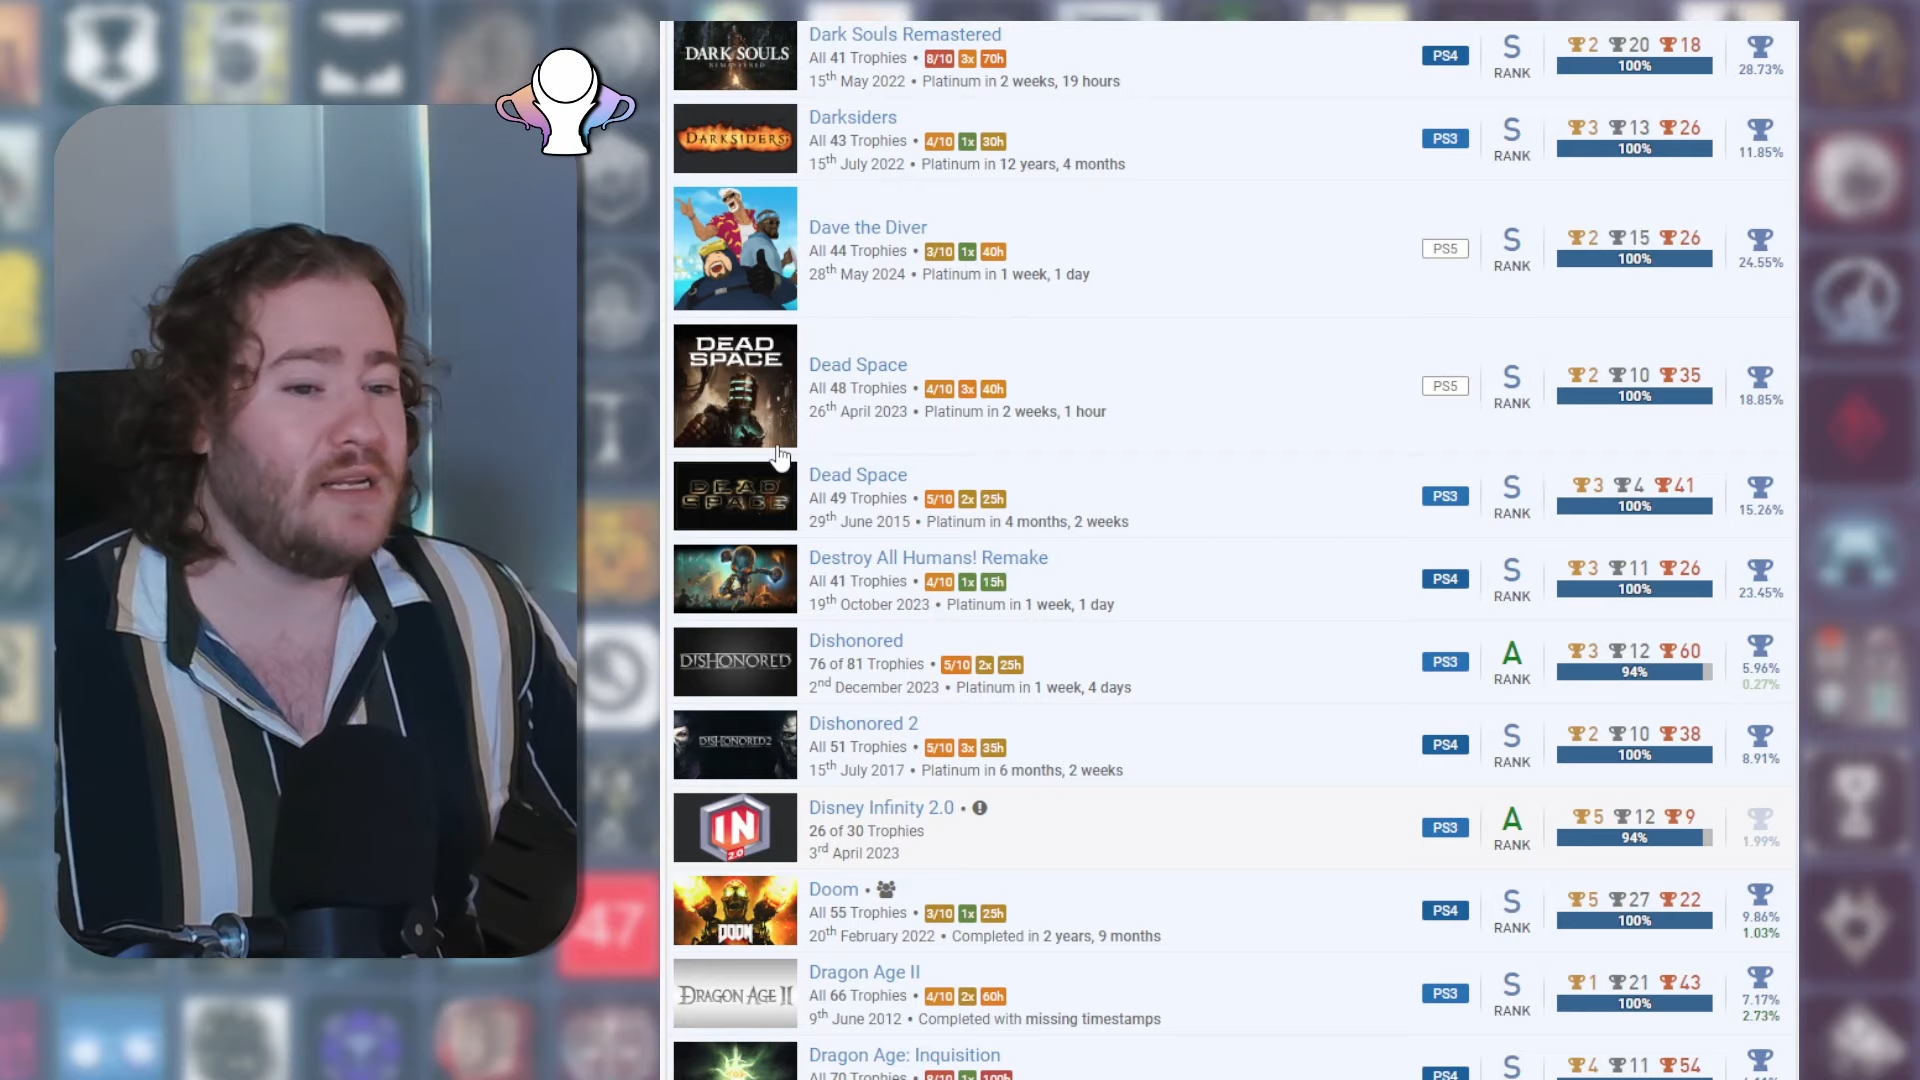 DARK SOULS
REMASTERED
Dark Souls Remastered
All 41 Trophies • 8/10 3x 70h
15th May 2022 • Platinum in 2 weeks, 19 hours
PS4
S
RANK
2 20 18
100%
28.73%
DARKSIDERS
Darksiders
All 43 Trophies • 4/10 1x 30h
15th July 2022 • Platinum in 12 years, 4 months
PS3
S
RANK
3 13 26
100%
11.85%
Dave the Diver
All 44 Trophies • 3/10 1x 40h
28th May 2024 • Platinum in 1 week, 1 day
PS5
S
RANK
2 15 26
100%
24.55%
DEAD
SPACE
Dead Space
All 48 Trophies • 4/10 3x 40h
26th April 2023 • Platinum in 2 weeks, 1 hour
PS5
S
RANK
2 10 35
100%
18.85%
DEAD
SPACE
Dead Space
All 49 Trophies • 5/10 2x 25h
29th June 2015 • Platinum in 4 months, 2 weeks
PS3
S
RANK
3 4 41
100%
15.26%
Destroy All Humans! Remake
All 41 Trophies • 4/10 1x 15h
19th October 2023 • Platinum in 1 week, 1 day
PS4
S
RANK
3 11 26
100%
23.45%
DISHONORED
Dishonored
76 of 81 Trophies • 5/10 2x 25h
2nd December 2023 • Platinum in 1 week, 4 days
PS3
A
RANK
3 12 60
94%
5.96%
0.27%
DISHONORED2
Dishonored 2
All 51 Trophies • 5/10 3x 35h
15th July 2017 • Platinum in 6 months, 2 weeks
PS4
S
RANK
2 10 38
100%
8.91%
IN
2.0
Disney Infinity 2.0 •
26 of 30 Trophies
3rd April 2023
PS3
A
RANK
5 12 9
94%
1.99%
DOOM
Doom •
All 55 Trophies • 3/10 1x 25h
20th February 2022 • Completed in 2 years, 9 months
PS4
S
RANK
5 27 22
100%
9.86%
1.03%
DRAGON AGE II
Dragon Age II
All 66 Trophies • 4/10 2x 60h
9th June 2012 • Completed with missing timestamps
PS3
S
RANK
1 21 43
100%
7.17%
2.73%
Dragon Age: Inquisition
All 70 Trophies • 8/10 1x 100h
PS4
S
4 11 54
47